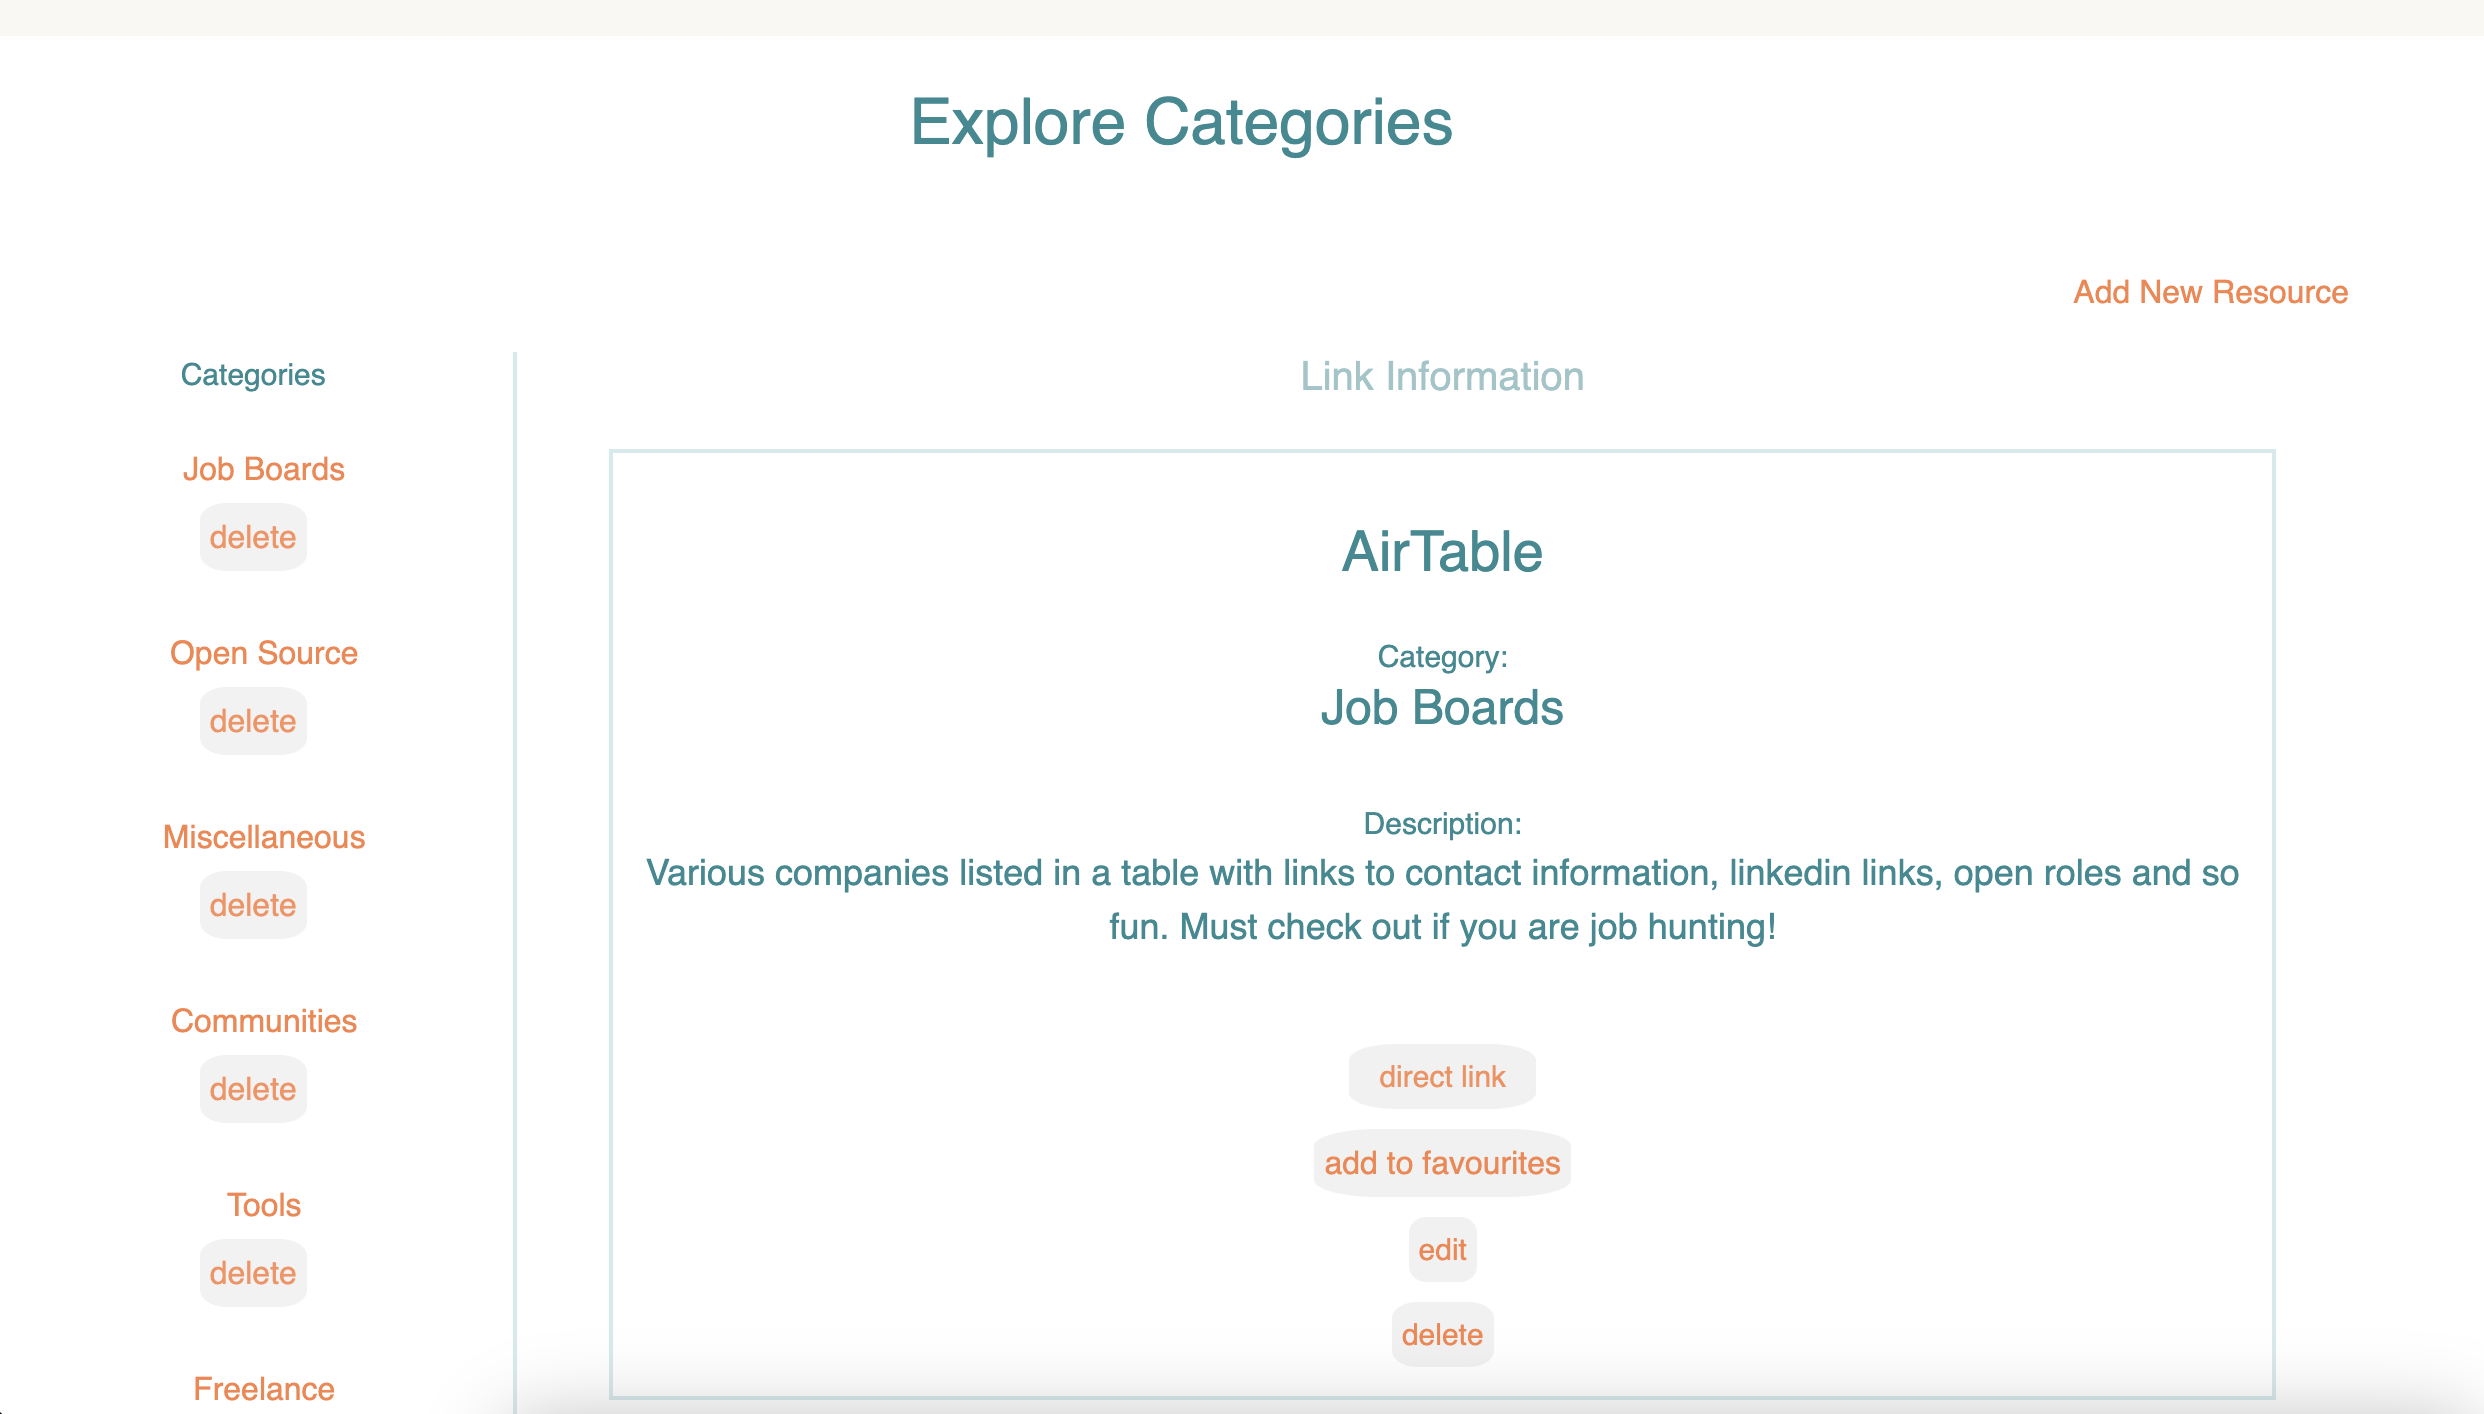 Explore Categories
Add New Resource
Categories
Job Boards
delete
Open Source
delete
Miscellaneous
delete
Communities
delete
Tools
delete
Freelance
Link Information
AirTable
Category:
Job Boards
Description:
Various companies listed in a table with links to contact information, linkedin links, open roles and so
fun. Must check out if you are job hunting!
direct link
add to favourites
edit
delete